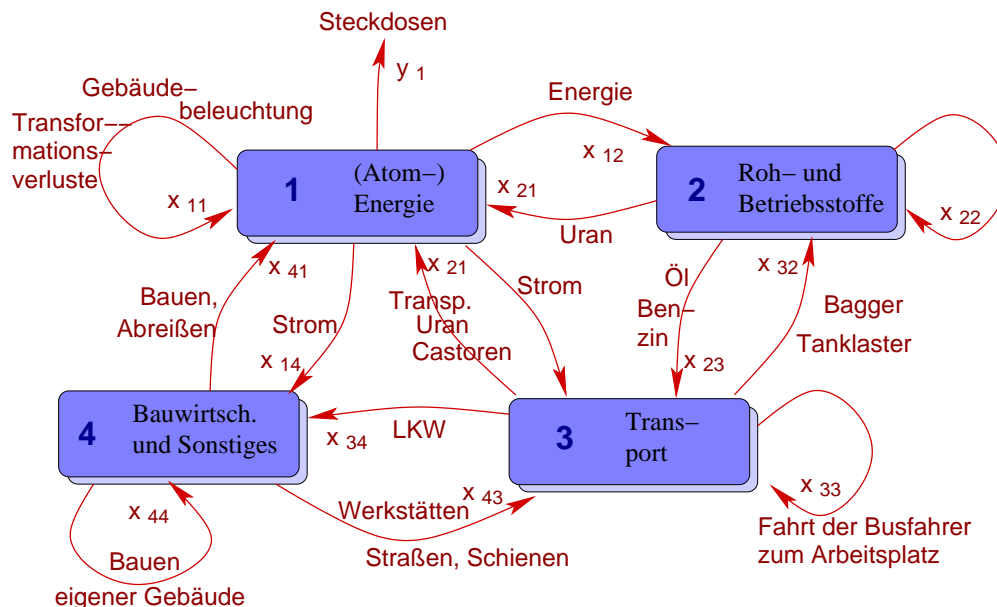 Steckdosen
y 1
Gebäude–
beleuchtung
Transfor––
mations–
verluste
x 11
Energie
x 12
1
(Atom–)
Energie
x 21
Uran
2
Roh– und
Betriebsstoffe
x 22
x 41
Bauen,
Abreißen
Strom
x 14
x 21
Transp.
Uran
Castoren
Strom
Öl
Ben–
zin
x 23
x 32
Bagger
Tanklaster
4
Bauwirtsch.
und Sonstiges
x 34
LKW
3
Trans–
port
x 33
Fahrt der Busfahrer
zum Arbeitsplatz
x 44
Bauen
eigener Gebäude
Werkstätten
x 43
Straßen, Schienen